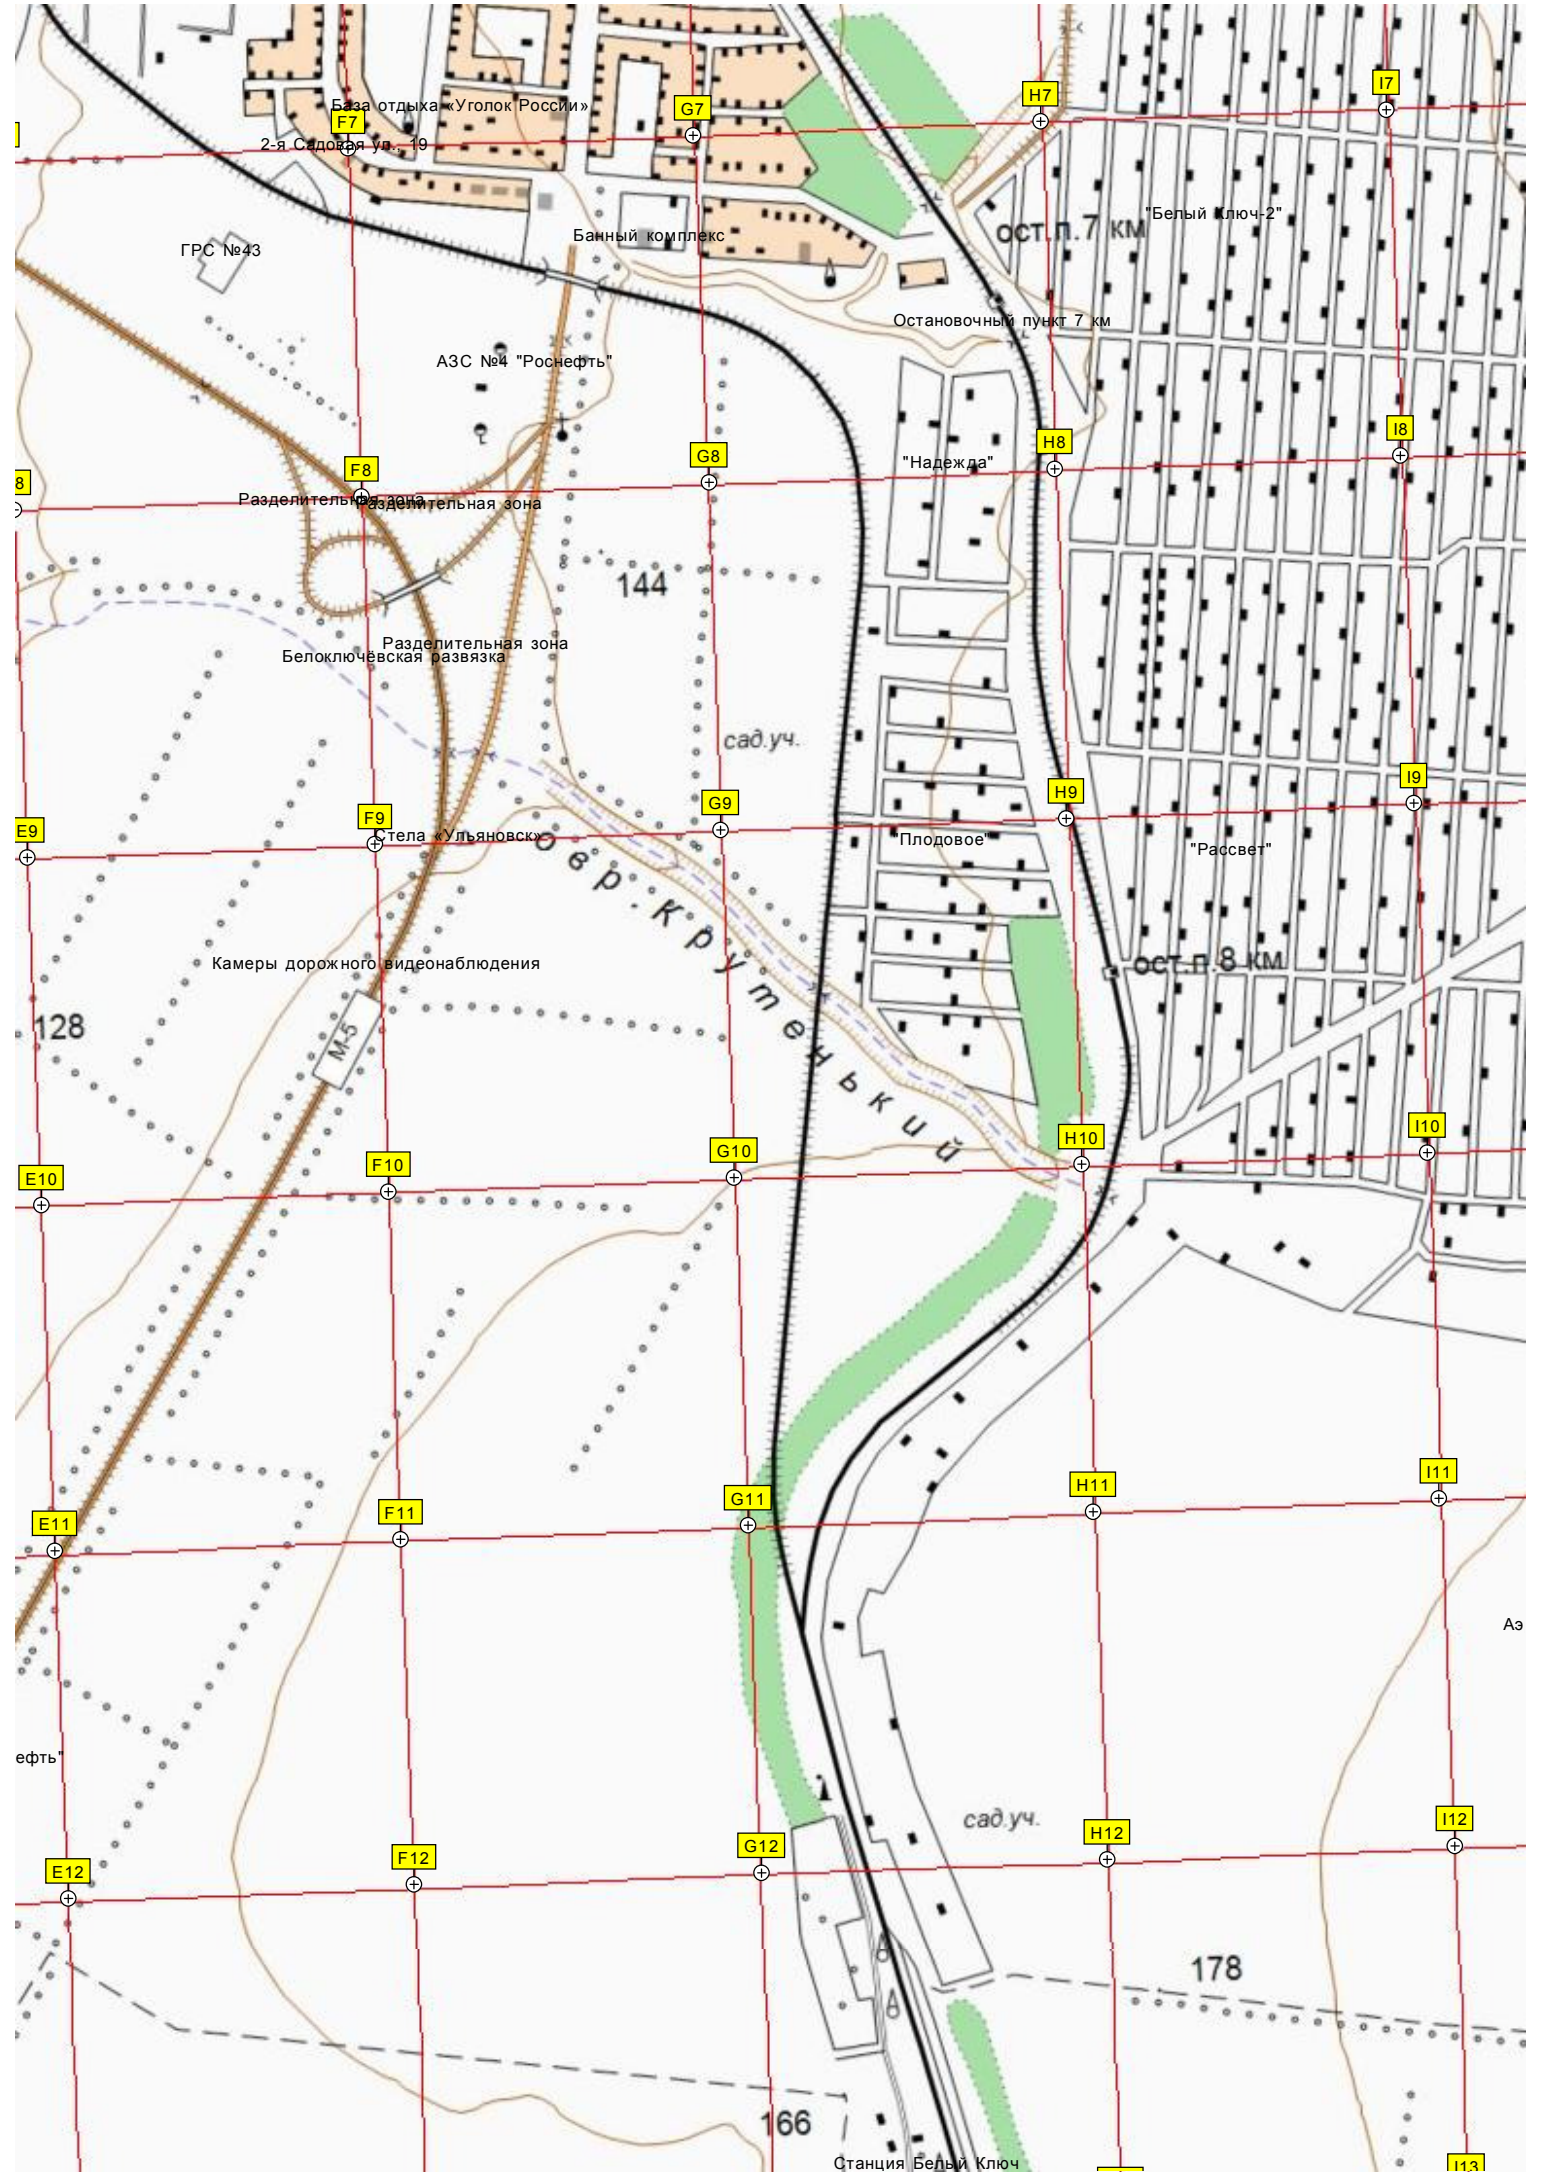 I7
H7
База отдыха «Уголок России»
G7
F7
2-я Садовая ул., 19
"Белый Ключ-2"
ост.п.7 км
Банный комплекс
ГРС №43
Остановочный пункт 7 км
АЗС №4 "Роснефть"
I8
H8
G8
"Надежда"
F8
8
Разделительная зона
Разделительная зона
144
Разделительная зона
Белоключёвская развязка
сад.уч.
I9
H9
G9
F9
E9
Стела «Ульяновск»
"Плодовое"
"Рассвет"
овр. Крутенький
ост.п.8 км
Камеры дорожного видеонаблюдения
128
М-5
I10
H10
G10
F10
E10
I11
H11
G11
F11
E11
Аэ
ефть"
сад.уч.
I12
H12
G12
F12
E12
178
166
Станция Белый Ключ
I13